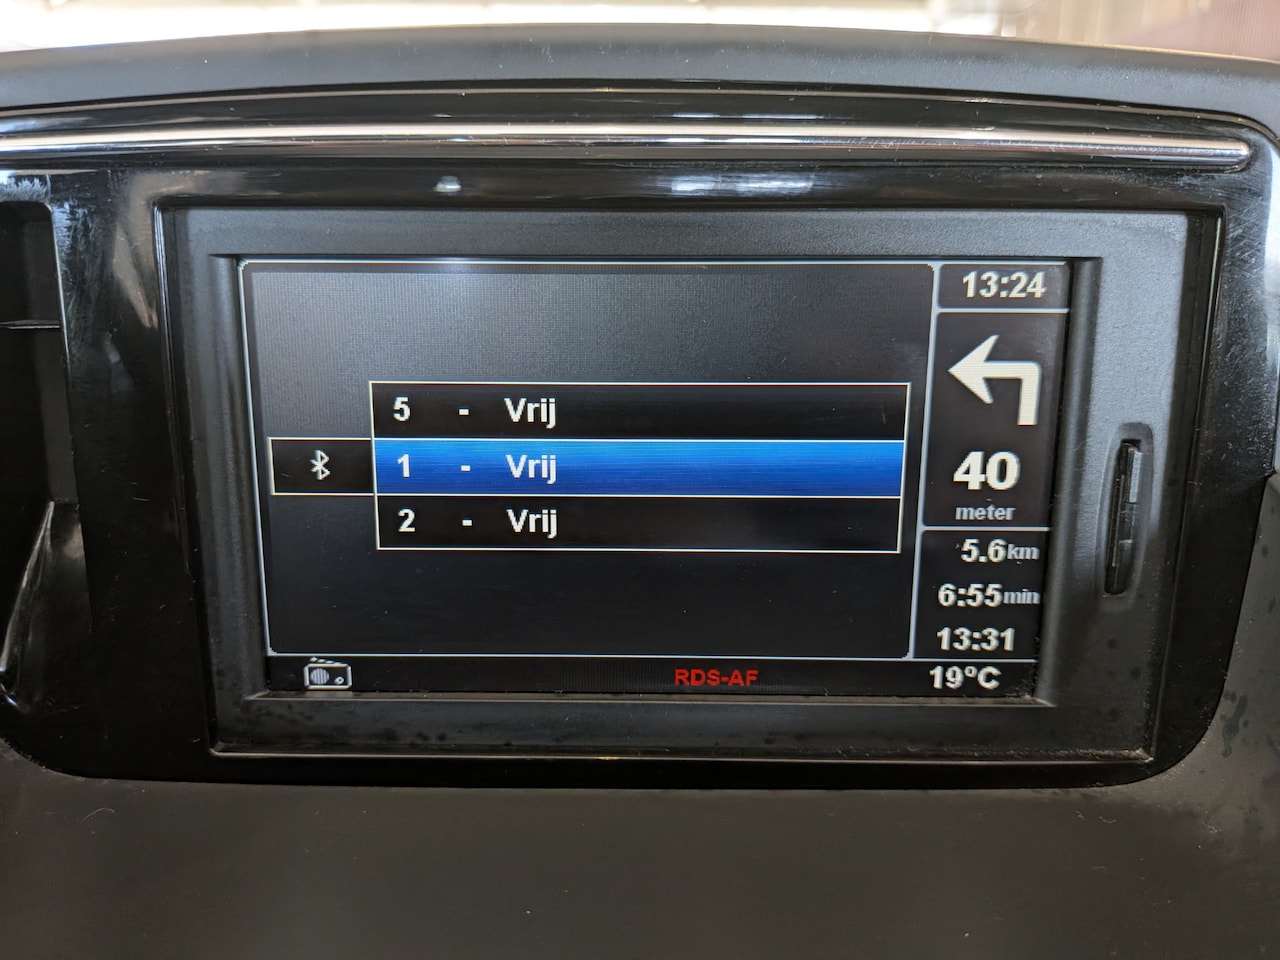 13:24
5 - Vrij
1 - Vrij
2 - Vrij
40
meter
5.6km
6:55min
13:31
RDS-AF
19°C